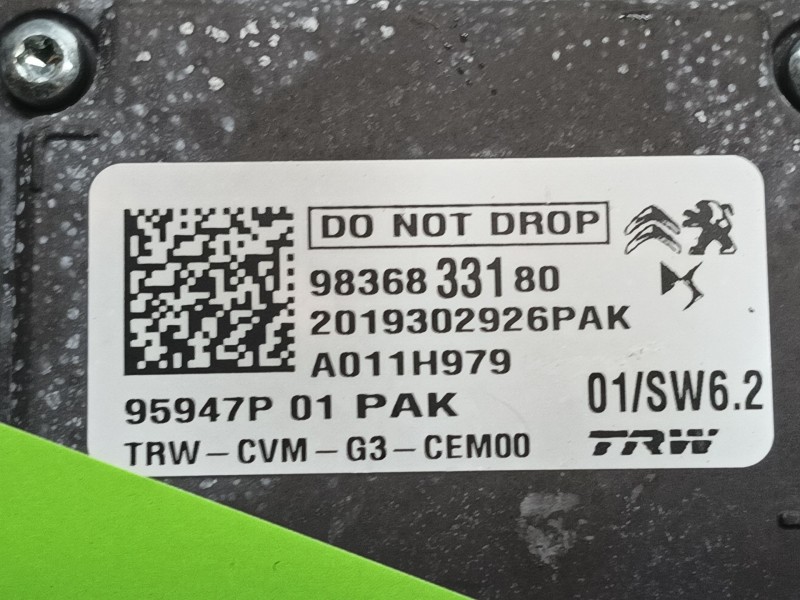 DO NOT DROP
98368 331 80
2019302926PAK
A011H979
95947P 01 PAK
01/SW6.2
TRW-CVM-G3-CEM00
TRW